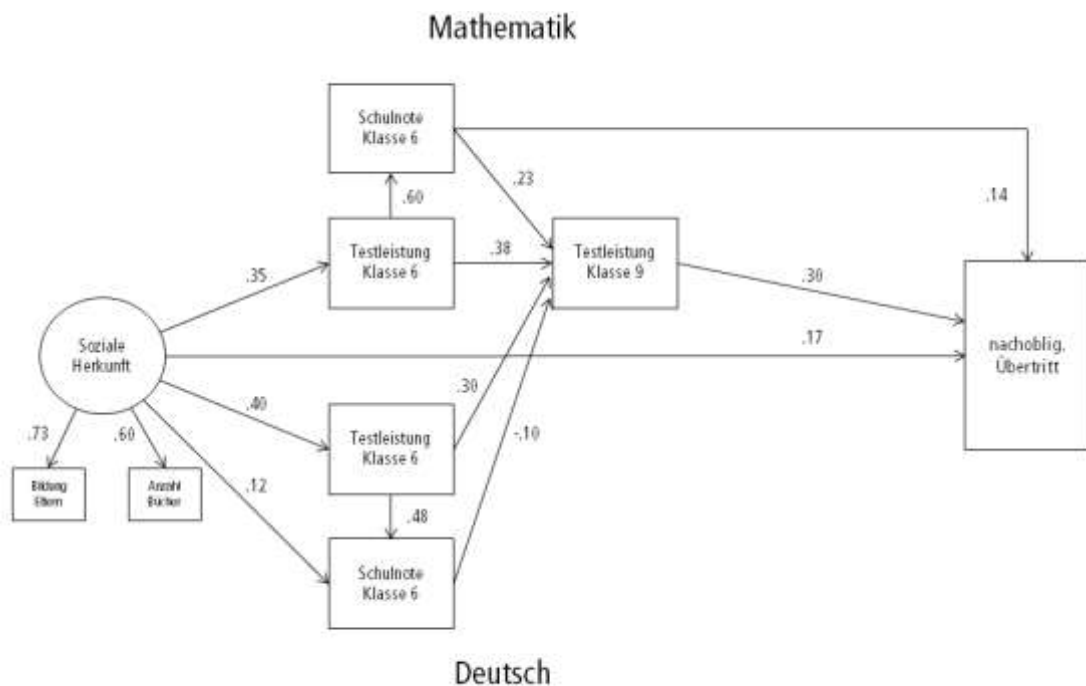 Mathematik
Schulnote
Klasse 6
.23
.14
.60
Testleistung
Klasse 6
.38
Testleistung
Klasse 9
.35
.30
Soziale
Herkunft
.17
nachoblig.
Übertritt
.40
.30
-.10
.73
.60
Testleistung
Klasse 6
Bildung
Eltern
Anzahl
Bücher
.12
.48
Schulnote
Klasse 6
Deutsch